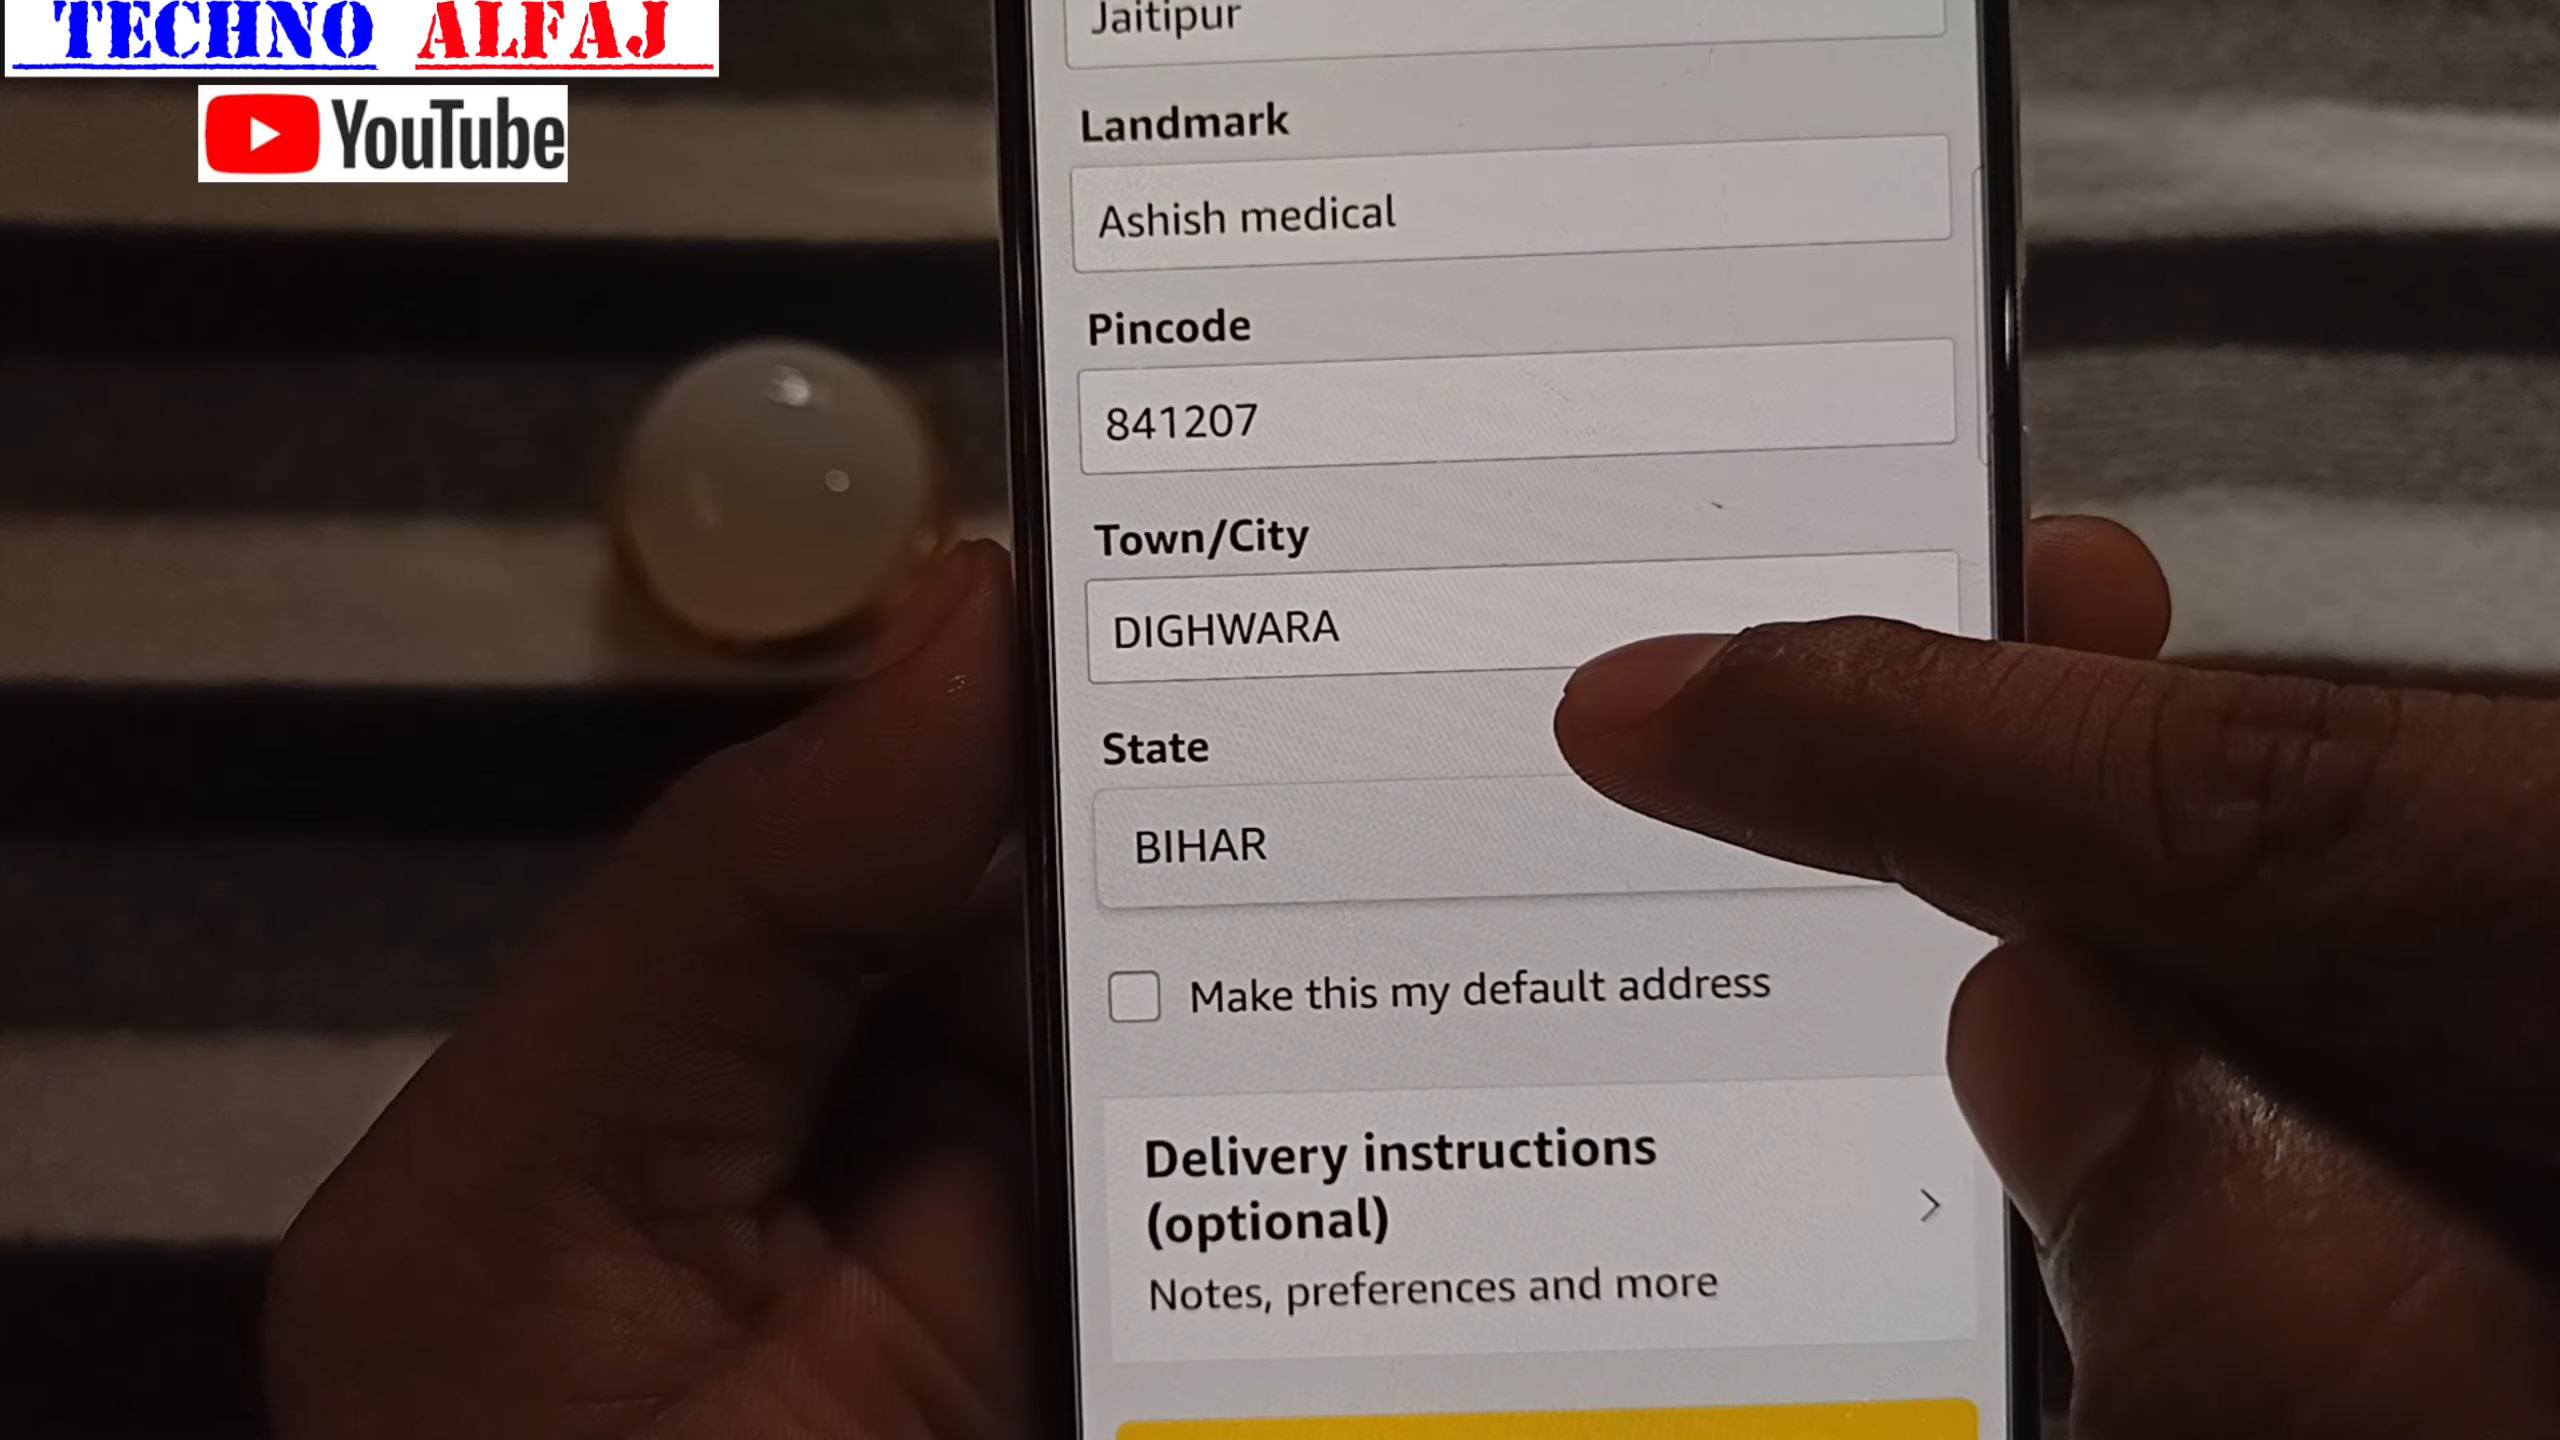 TECHNO ALFAJ
YouTube
Jaitipur
Landmark
Ashish medical
Pincode
841207
Town/City
DIGHWARA
State
BIHAR
Make this my default address
Delivery instructions
(optional)
Notes, preferences and more